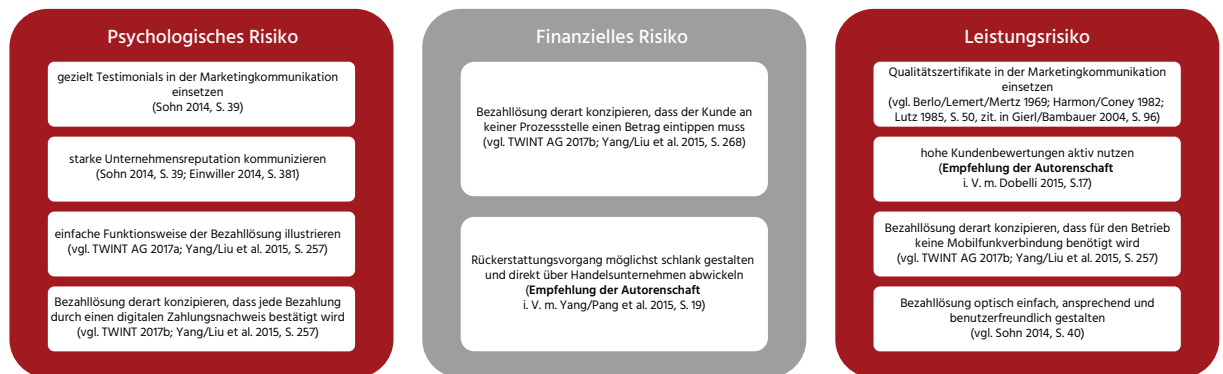 Psychologisches Risiko
gezielt Testimonials in der Marketingkommunikation
einsetzen
(Sohn 2014, S. 39)
starke Unternehmensreputation kommunizieren
(Sohn 2014, S. 39; Einwiller 2014, S. 381)
einfache Funktionsweise der Bezahllösung illustrieren
(vgl. TWINT AG 2017a; Yang/Liu et al. 2015, S. 257)
Bezahllösung derart konzipieren, dass jede Bezahlung
durch einen digitalen Zahlungsnachweis bestätigt wird
(vgl. TWINT 2017b; Yang/Liu et al. 2015, S. 257)
Finanzielles Risiko
Bezahllösung derart konzipieren, dass der Kunde an
keiner Prozessstelle einen Betrag eintippen muss
(vgl. TWINT AG 2017b; Yang/Liu et al. 2015, S. 268)
Rückerstattungsvorgang möglichst schlank gestalten
und direkt über Handelsunternehmen abwickeln
(Empfehlung der Autorenschaft
i. V. m. Yang/Pang et al. 2015, S. 19)
Leistungsrisiko
Qualitätszertifikate in der Marketingkommunikation
einsetzen
(vgl. Berlo/Lemert/Mertz 1969; Harmon/Coney 1982;
Lutz 1985, S. 50, zit. in Gierl/Bambauer 2004, S. 96)
hohe Kundenbewertungen aktiv nutzen
(Empfehlung der Autorenschaft
i. V. m. Dobelli 2015, S.17)
Bezahllösung derart konzipieren, dass für den Betrieb
keine Mobilfunkverbindung benötigt wird
(vgl. TWINT AG 2017b; Yang/Liu et al. 2015, S. 257)
Bezahllösung optisch einfach, ansprechend und
benutzerfreundlich gestalten
(vgl. Sohn 2014, S. 40)